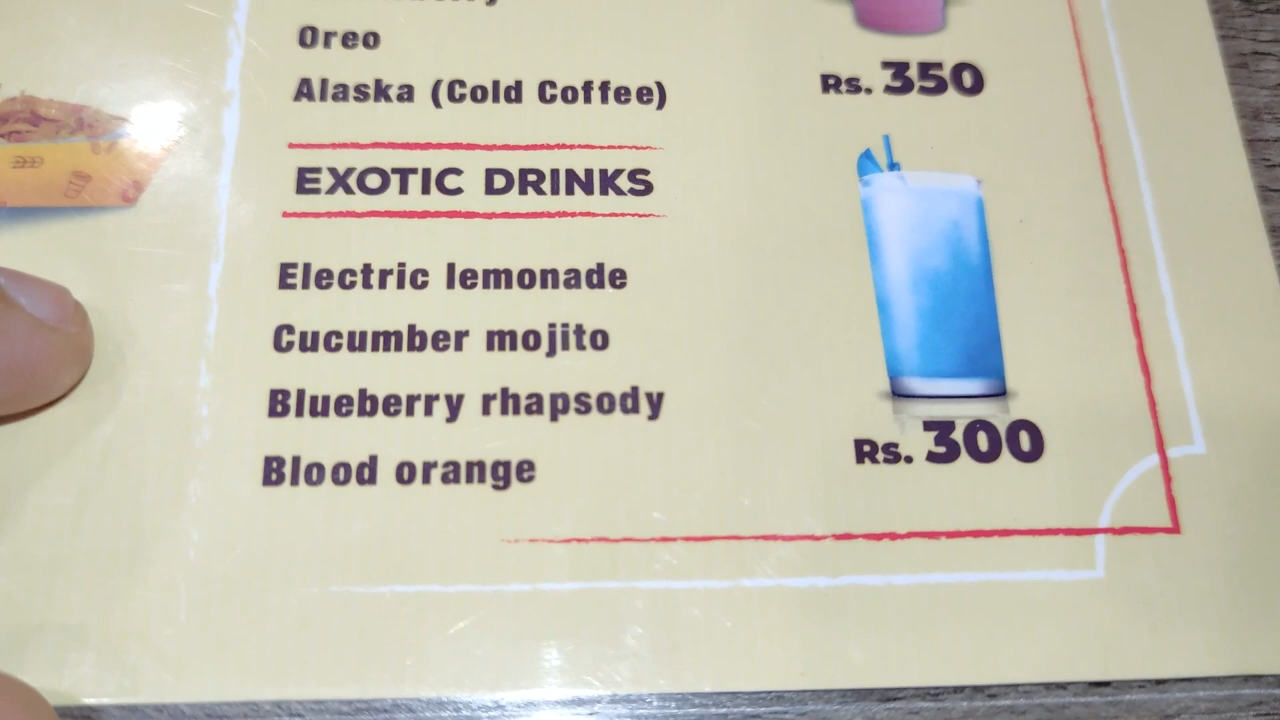 Oreo
Alaska (Cold Coffee)
Rs. 350
EXOTIC DRINKS
Electric lemonade
Cucumber mojito
Blueberry rhapsody
Blood orange
Rs. 300